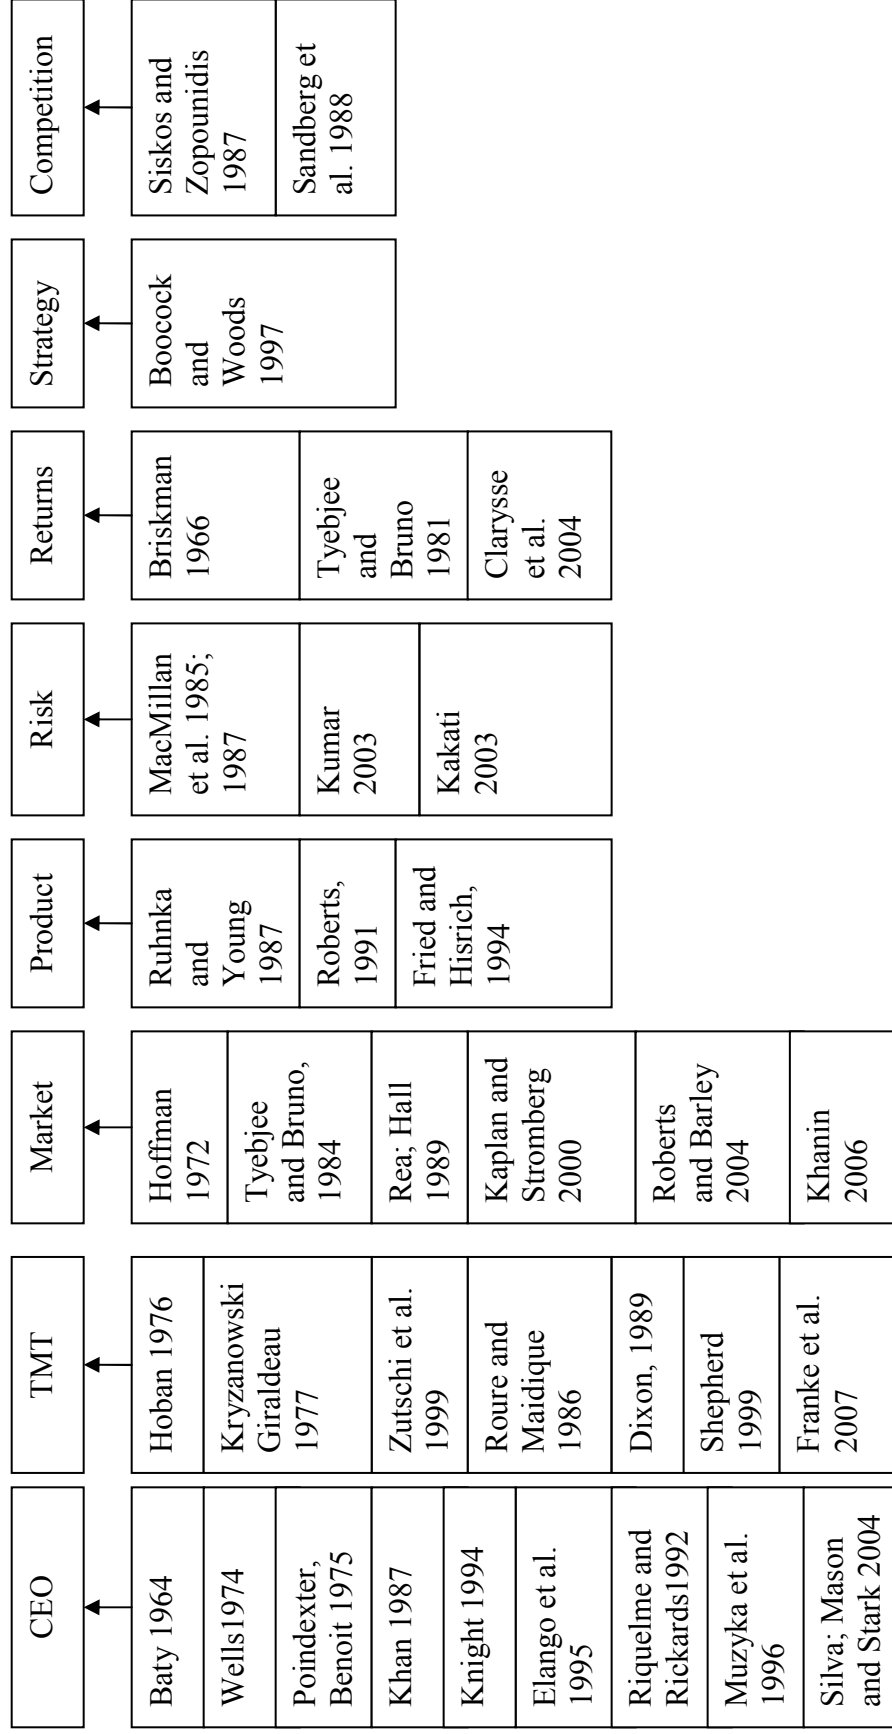 CEO
Baty 1964
Wells1974
Poindexter,
Benoit 1975
Khan 1987
Knight 1994
Elango et al.
1995
Riquelme and
Rickards1992
Muzyka et al.
1996
Silva; Mason
and Stark 2004
TMT
Hoban 1976
Kryzanowski
Giraldeau
1977
Zutschi et al.
1999
Roure and
Maidique
1986
Dixon, 1989
Shepherd
1999
Franke et al.
2007
Market
Hoffman
1972
Tyebjee
and Bruno,
1984
Rea; Hall
1989
Kaplan and
Stromberg
2000
Roberts
and Barley
2004
Khanin
2006
Product
Ruhnka
and
Young
1987
Roberts,
1991
Fried and
Hisrich,
1994
Risk
MacMillan
et al. 1985;
1987
Kumar
2003
Kakati
2003
Returns
Briskman
1966
Tyebjee
and
Bruno
1981
Clarysse
et al.
2004
Strategy
Boocock
and
Woods
1997
Competition
Siskos and
Zopounidis
1987
Sandberg et
al. 1988